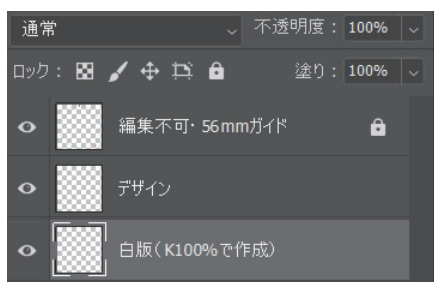 通常 不透明度： 100%
ロック： 塗り： 100%
編集不可・56mmガイド
デザイン
白版（K100%で作成）